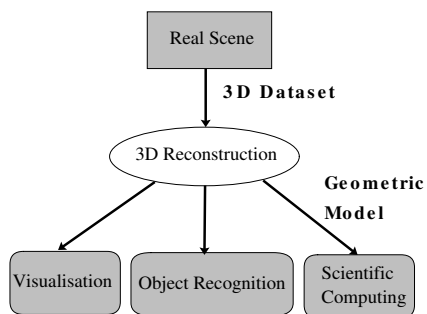 Real Scene
3D Dataset
3D Reconstruction
Geometric
Model
Visualisation
Object Recognition
Scientific
Computing